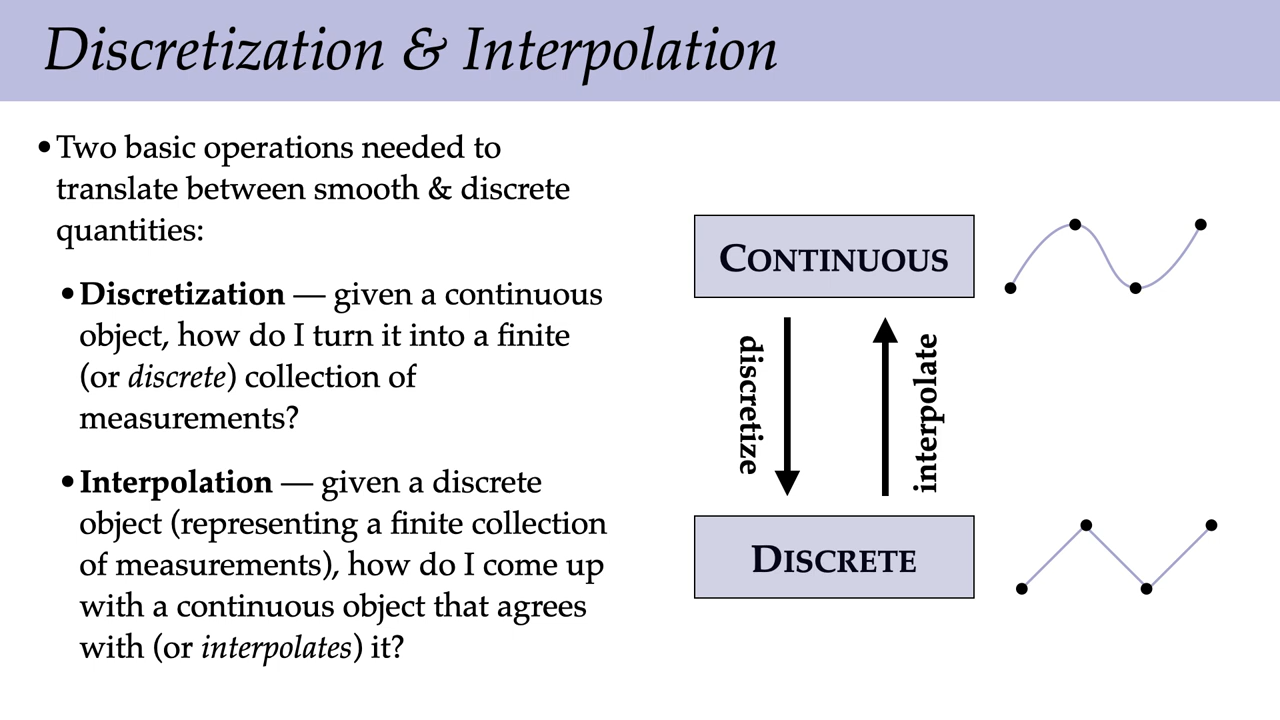 Discretization & Interpolation
•Two basic operations needed to
translate between smooth & discrete
quantities:
•Discretization — given a continuous
object, how do I turn it into a finite
(or discrete) collection of
measurements?
•Interpolation — given a discrete
object (representing a finite collection
of measurements), how do I come up
with a continuous object that agrees
with (or interpolates) it?
CONTINUOUS
discretize
interpolate
DISCRETE